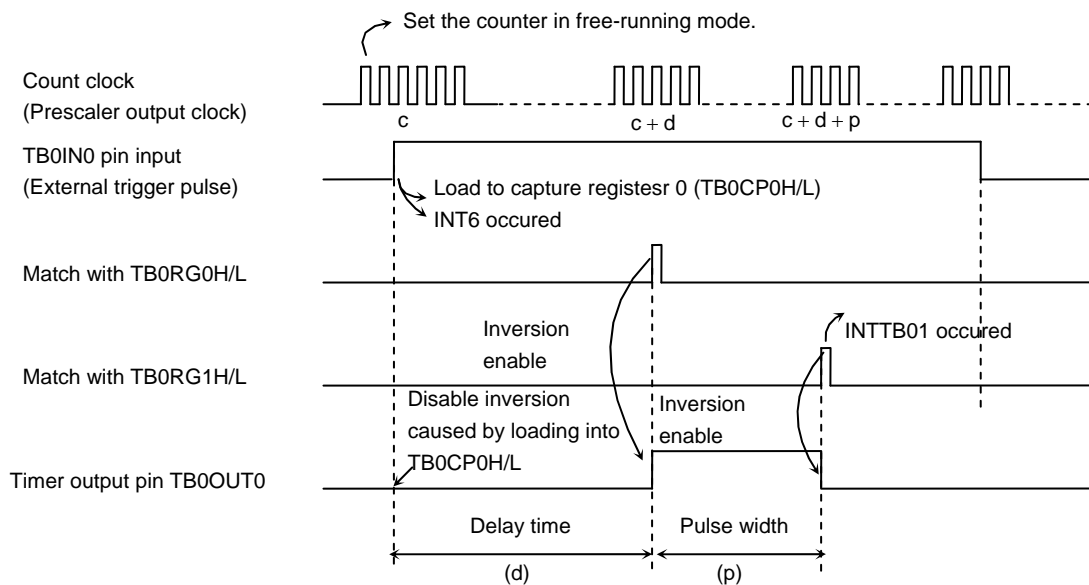 Set the counter in free-running mode.
Count clock
(Prescaler output clock)
c
c + d
c + d + p
TB0IN0 pin input
(External trigger pulse)
Load to capture registesr 0 (TB0CP0H/L)
INT6 occured
Match with TB0RG0H/L
Inversion
enable
INTTB01 occured
Match with TB0RG1H/L
Disable inversion
caused by loading into
TB0CP0H/L
Inversion
enable
Timer output pin TB0OUT0
Delay time
Pulse width
(d)
(p)